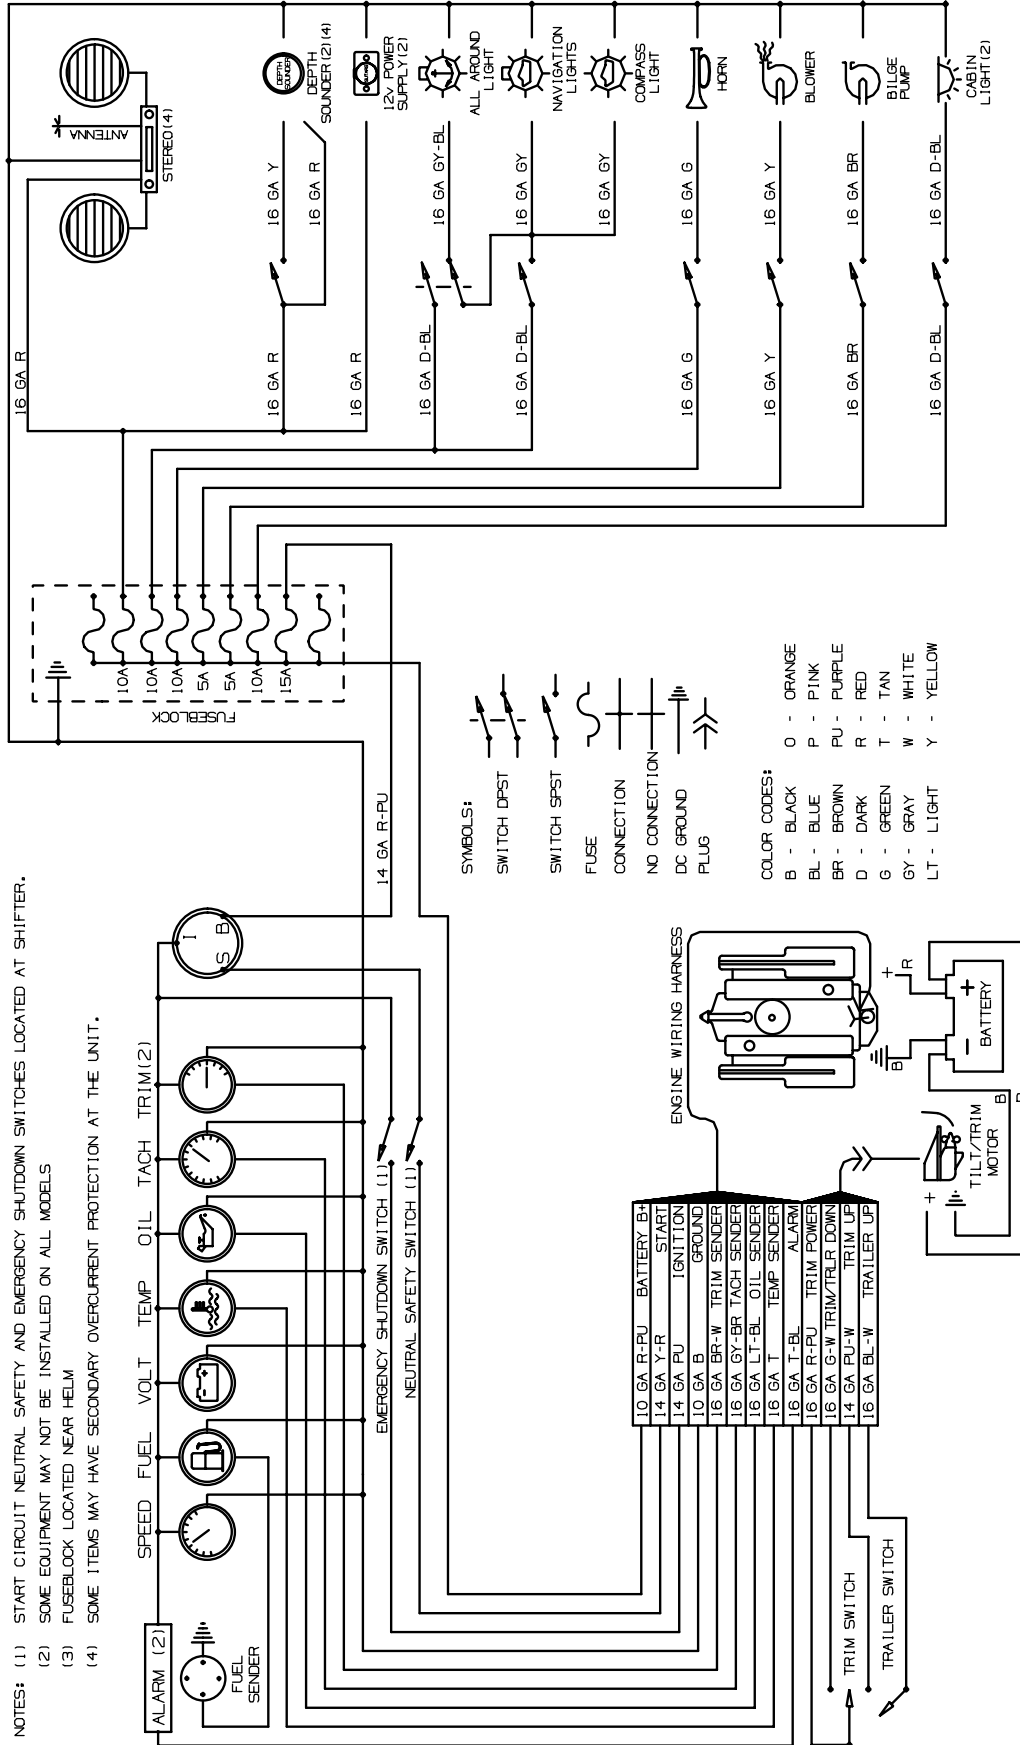 NOTES: (1) START CIRCUIT NEUTRAL SAFETY AND EMERGENCY SHUTDOWN SWITCHES LOCATED AT SHIFTER.
(2) SOME EQUIPMENT MAY NOT BE INSTALLED ON ALL MODELS
(3) FUSEBLOCK LOCATED NEAR HELM
(4) SOME ITEMS MAY HAVE SECONDARY OVERCURRENT PROTECTION AT THE UNIT.
ALARM (2)
SPEED
FUEL
VOLT
TEMP
OIL
TACH
TRIM(2)
I
S
B
FUEL
SENDER
EMERGENCY SHUTDOWN SWITCH (1)
NEUTRAL SAFETY SWITCH (1)
14 GA R-PU
FUSEBLOCK
10A
10A
10A
5A
5A
10A
15A
16 GA R
ANTENNA
STEREO(4)
16 GA R
16 GA Y
16 GA R
DEPTH
SOUNDER
DEPTH
SOUNDER(2)(4)
16 GA R
12v POWER
SUPPLY(2)
16 GA D-BL
16 GA GY-BL
ALL AROUND
LIGHT
16 GA D-BL
16 GA GY
NAVIGATION
LIGHTS
16 GA GY
COMPASS
LIGHT
16 GA G
16 GA G
HORN
16 GA Y
16 GA Y
BLOWER
16 GA BR
16 GA BR
BILGE
PUMP
16 GA D-BL
16 GA D-BL
CABIN
LIGHT(2)
SYMBOLS:
SWITCH DPST
SWITCH SPST
FUSE
CONNECTION
NO CONNECTION
DC GROUND
PLUG
COLOR CODES:
B - BLACK O - ORANGE
BL - BLUE P - PINK
BR - BROWN PU - PURPLE
D - DARK R - RED
G - GREEN T - TAN
GY - GRAY W - WHITE
LT - LIGHT Y - YELLOW
ENGINE WIRING HARNESS
10 GA R-PU BATTERY B+
14 GA Y-R START
14 GA PU IGNITION
10 GA B GROUND
16 GA BR-W TRIM SENDER
16 GA GY-BR TACH SENDER
16 GA LT-BL OIL SENDER
16 GA T TEMP SENDER
16 GA T-BL ALARM
16 GA R-PU TRIM POWER
16 GA G-W TRIM/TRLR DOWN
14 GA PU-W TRIM UP
16 GA BL-W TRAILER UP
TRIM SWITCH
TRAILER SWITCH
TILT/TRIM
MOTOR
+
B
+
R
- +
BATTERY
B